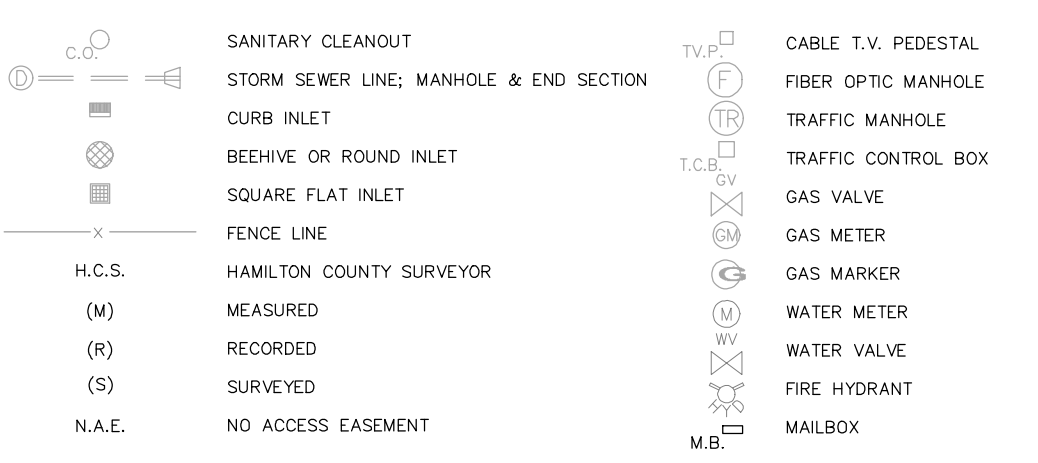 C.O. SANITARY CLEANOUT
D STORM SEWER LINE; MANHOLE & END SECTION
CURB INLET
BEEHIVE OR ROUND INLET
SQUARE FLAT INLET
X FENCE LINE
H.C.S. HAMILTON COUNTY SURVEYOR
(M) MEASURED
(R) RECORDED
(S) SURVEYED
N.A.E. NO ACCESS EASEMENT
TV.P. CABLE T.V. PEDESTAL
F FIBER OPTIC MANHOLE
TR TRAFFIC MANHOLE
T.C.B. TRAFFIC CONTROL BOX
GV GAS VALVE
GM GAS METER
G GAS MARKER
M WATER METER
WV WATER VALVE
HYD FIRE HYDRANT
M.B. MAILBOX